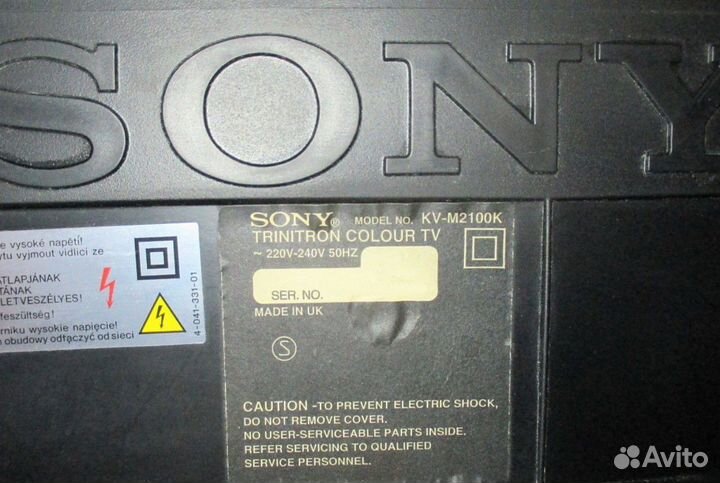 SONY
e vysoké napětí!
ytu vyjmout vidlici ze
ATLAPJÁNAK
TÁNAK
LETVESZÉLYES!
feszültség!
rniku wysokie napięcie!
n obudowy odłączyć od sieci
4-041-331-01
SONY® MODEL NO. KV-M2100K
TRINITRON COLOUR TV
~ 220V-240V 50HZ
SER. NO.
MADE IN UK
S
CAUTION -TO PREVENT ELECTRIC SHOCK,
DO NOT REMOVE COVER.
NO USER-SERVICEABLE PARTS INSIDE.
REFER SERVICING TO QUALIFIED
SERVICE PERSONNEL.
Avito